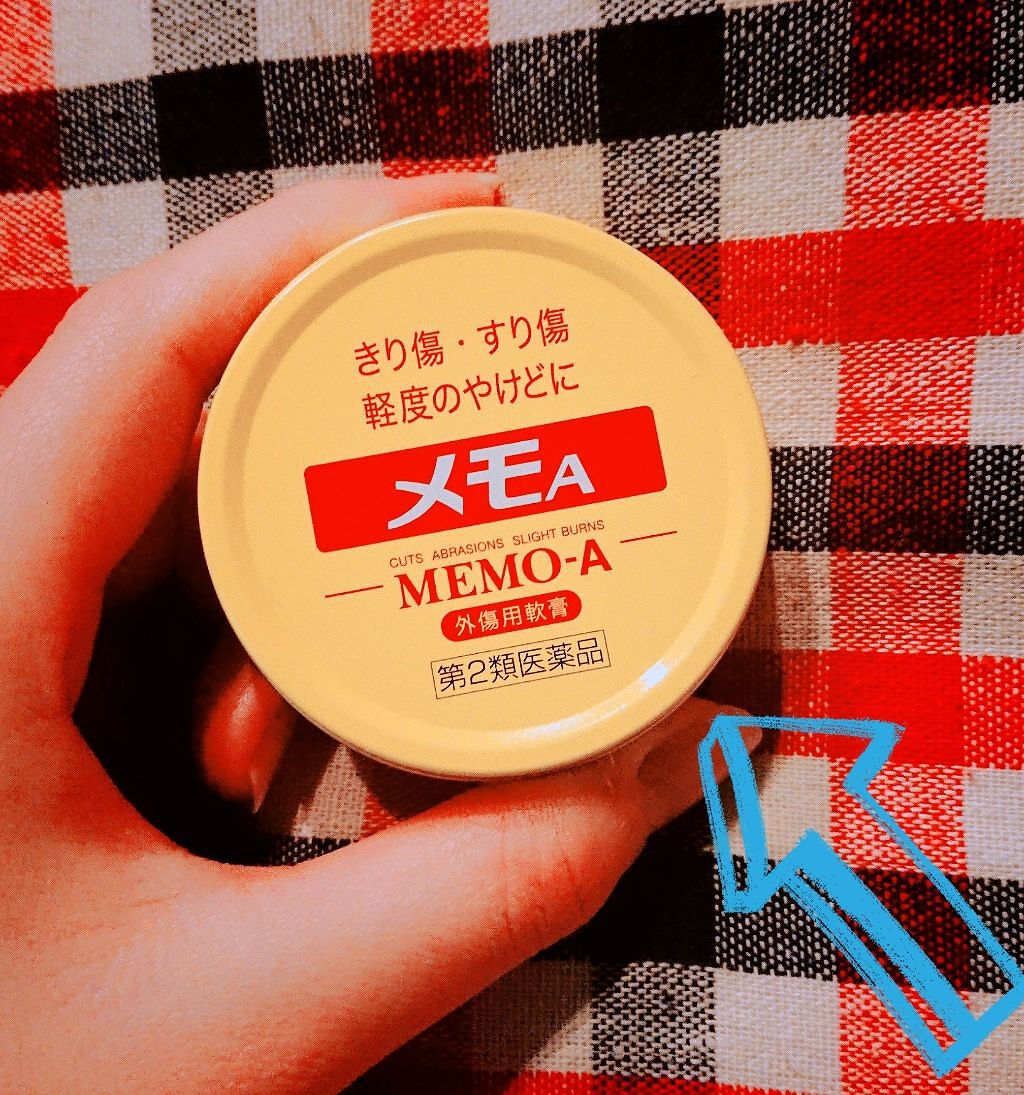 きり傷・すり傷
軽度のやけどに
メモA
CUTS ABRASIONS SLIGHT BURNS
MEMO-A
外傷用軟膏
第2類医薬品